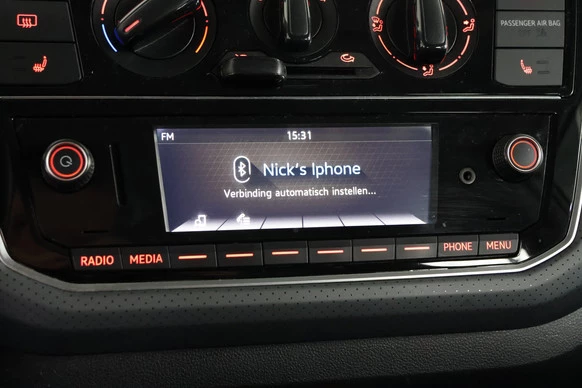 PASSENGER AIR BAG
FM 15:31
Nick's Iphone
Verbinding automatisch instellen...
RADIO MEDIA PHONE MENU